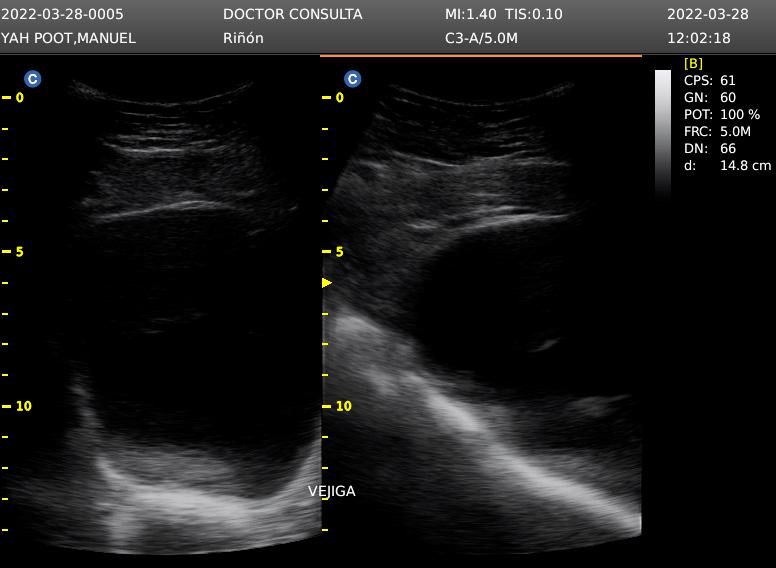 2022-03-28-0005 DOCTOR CONSULTA MI:1.40 TIS:0.10 2022-03-28
YAH POOT,MANUEL Riñón C3-A/5.0M 12:02:18
C C
[B]
CPS: 61
GN: 60
POT: 100 %
FRC: 5.0M
DN: 66
d: 14.8 cm
0 0
5 5
10 10
VEJIGA